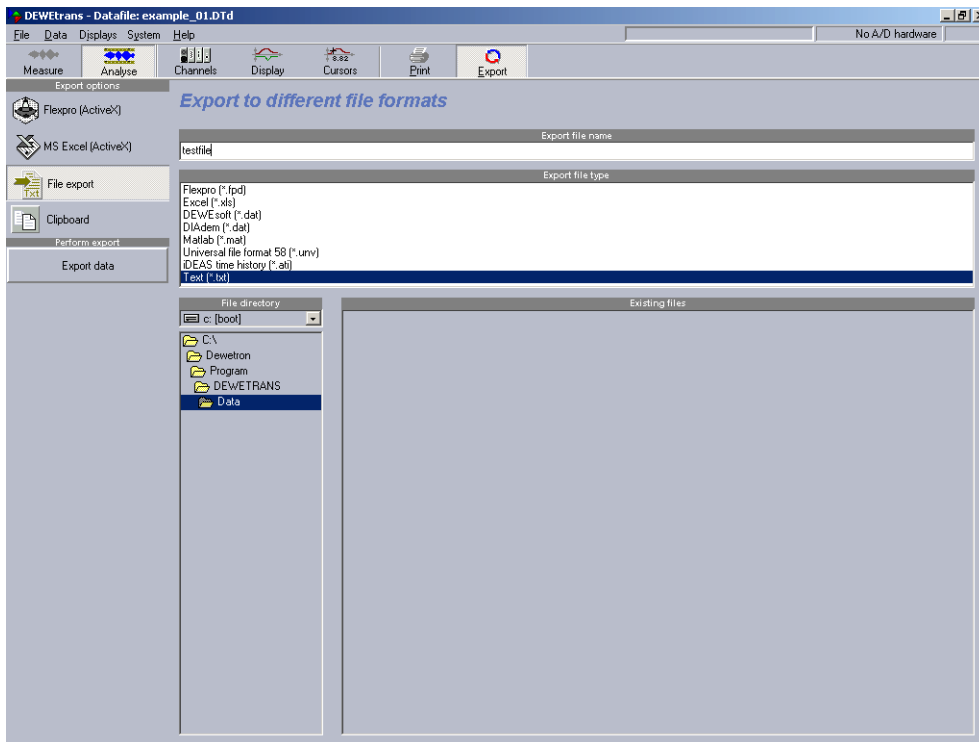 DEWEtrans - Datafile: example_01.DTd
File Data Displays System Help
No A/D hardware
Measure Analyse Channels Display Cursors Print Export
Export options
Flexpro (ActiveX)
MS Excel (ActiveX)
File export
Clipboard
Perform export
Export data
Export to different file formats
Export file name
testfile
Export file type
Flexpro (*.fpd)
Excel (*.xls)
DEWEsoft (*.dat)
DIAdem (*.dat)
Matlab (*.mat)
Universal file format 58 (*.unv)
iDEAS time history (*.ati)
Text (*.txt)
File directory
c: [boot]
C:\
Dewetron
Program
DEWETRANS
Data
Existing files